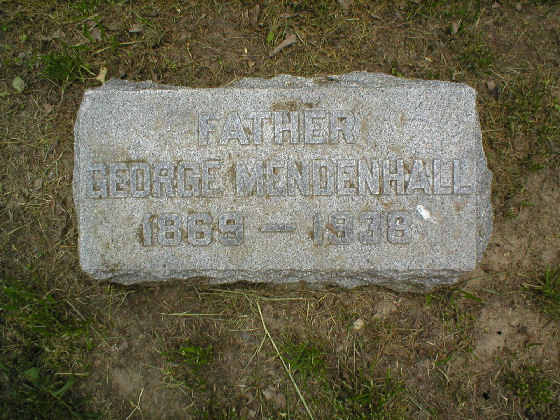 FATHER
GEORGE MENDENHALL
1869 – 1938